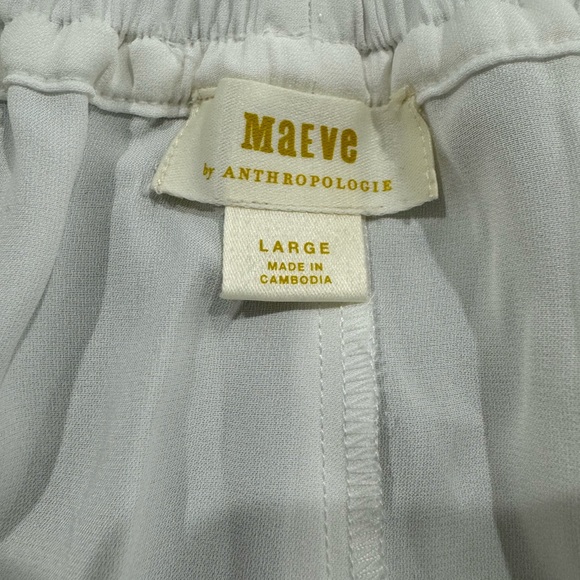 MaEve
by ANTHROPOLOGIE
LARGE
MADE IN
CAMBODIA